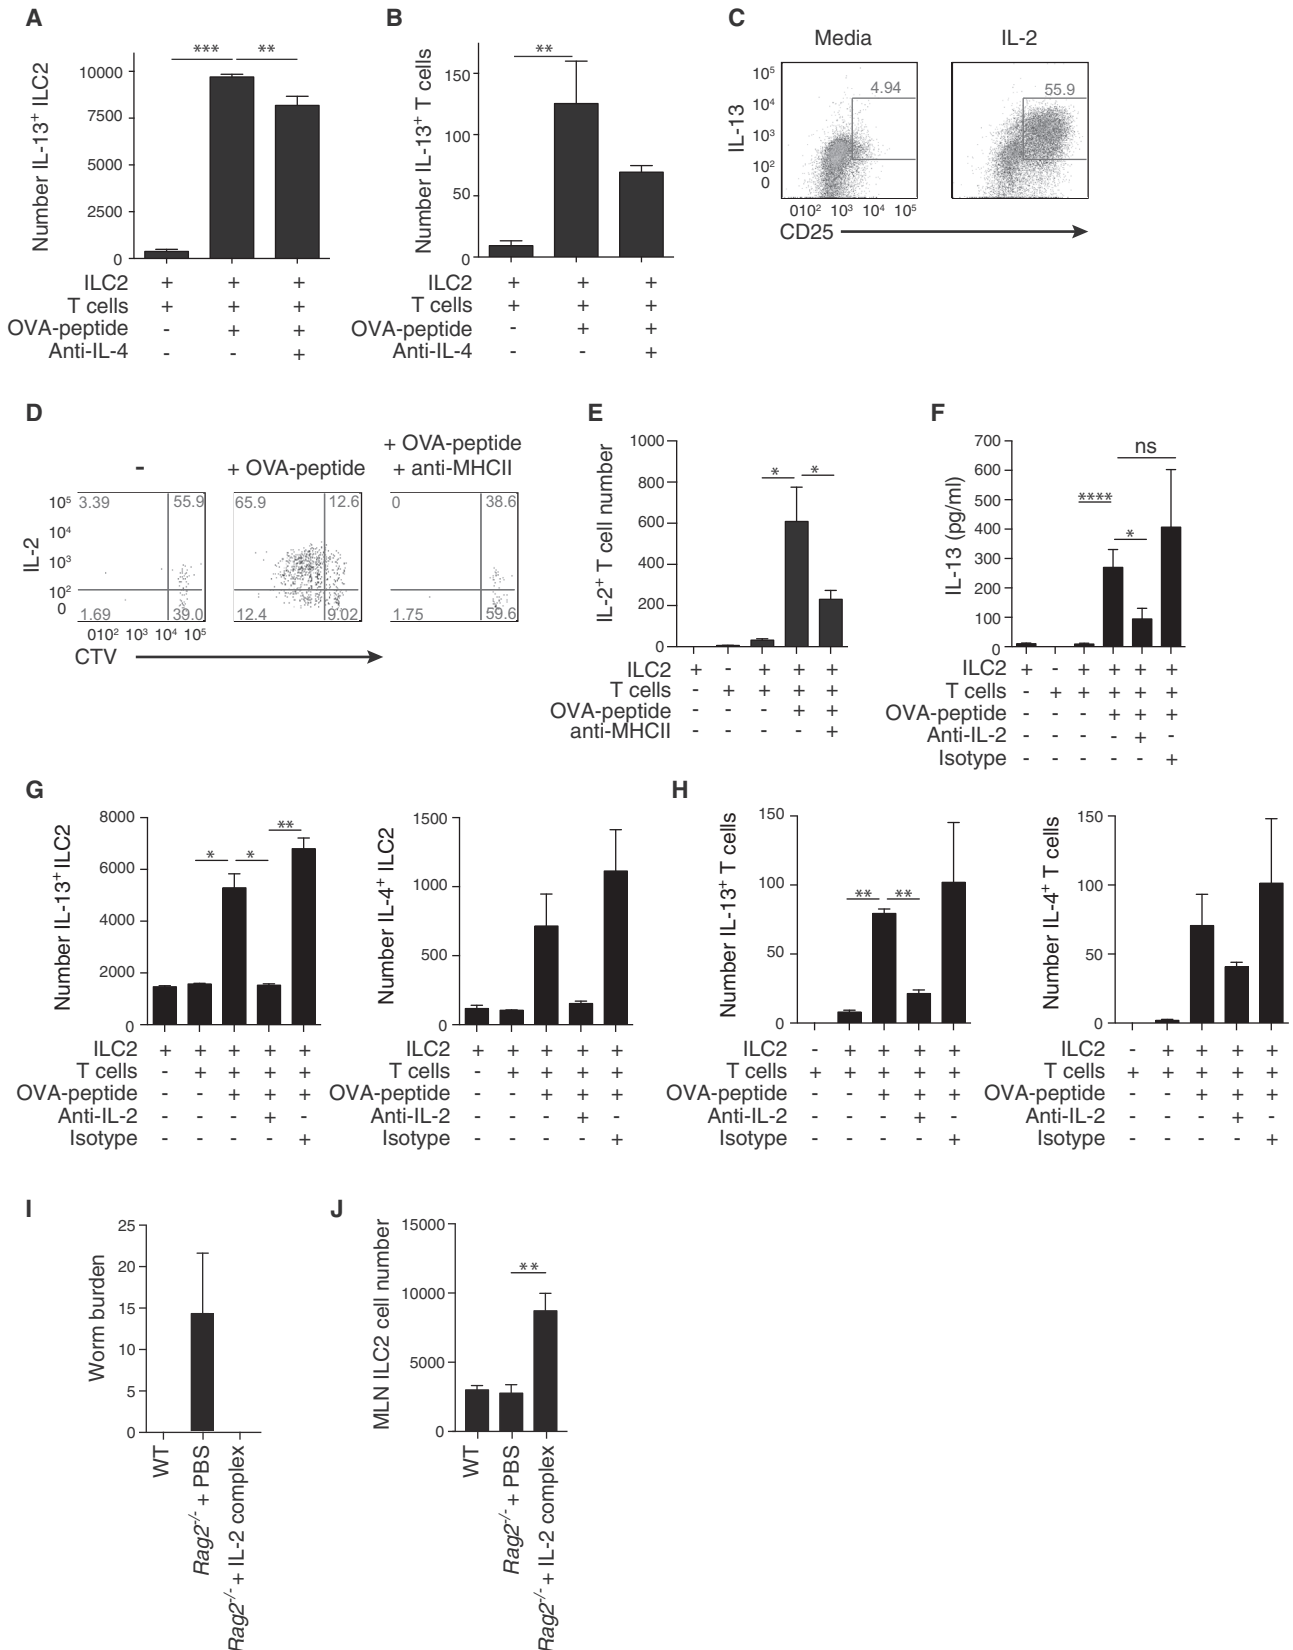 A
Number IL-13+ ILC2
10000
7500
5000
2500
0
*** **
ILC2 + + +
T cells + + +
OVA-peptide - + +
Anti-IL-4 - - +
B
Number IL-13+ T cells
150
100
50
0
**
ILC2 + + +
T cells + + +
OVA-peptide - + +
Anti-IL-4 - - +
C
Media IL-2
IL-13
10⁵
10⁴
10³
10²
0
4.94 55.9
010² 10³ 10⁴ 10⁵
CD25
D
- + OVA-peptide + OVA-peptide
+ anti-MHCII
IL-2
10⁵
10⁴
10³
10²
0
3.39 55.9 65.9 12.6 0 38.6
1.69 39.0 12.4 9.02 1.75 59.6
010² 10³ 10⁴ 10⁵
CTV
E
IL-2+ T cell number
1000
800
600
400
200
0
* *
ILC2 + - + + +
T cells - + + + +
OVA-peptide - - - + +
anti-MHCII - - - - +
F
IL-13 (pg/ml)
700
600
500
400
300
200
100
0
ns
****
*
ILC2 + - + + + +
T cells - + + + + +
OVA-peptide - - - + + +
Anti-IL-2 - - - - + -
Isotype - - - - - +
G
Number IL-13+ ILC2
8000
6000
4000
2000
0
* * **
ILC2 + + + + +
T cells - + + + +
OVA-peptide - - + + +
Anti-IL-2 - - - + -
Isotype - - - - +
Number IL-4+ ILC2
1500
1000
500
0
ILC2 + + + + +
T cells - + + + +
OVA-peptide - - + + +
Anti-IL-2 - - - + -
Isotype - - - - +
H
Number IL-13+ T cells
150
100
50
0
** **
ILC2 - + + + +
T cells + + + + +
OVA-peptide - - + + +
Anti-IL-2 - - - + -
Isotype - - - - +
Number IL-4+ T cells
150
100
50
0
ILC2 - + + + +
T cells + + + + +
OVA-peptide - - + + +
Anti-IL-2 - - - + -
Isotype - - - - +
I
Worm burden
25
20
15
10
5
0
WT
Rag2-/- + PBS
Rag2-/- + IL-2 complex
J
MLN ILC2 cell number
15000
10000
5000
0
**
WT
Rag2-/- + PBS
Rag2-/- + IL-2 complex